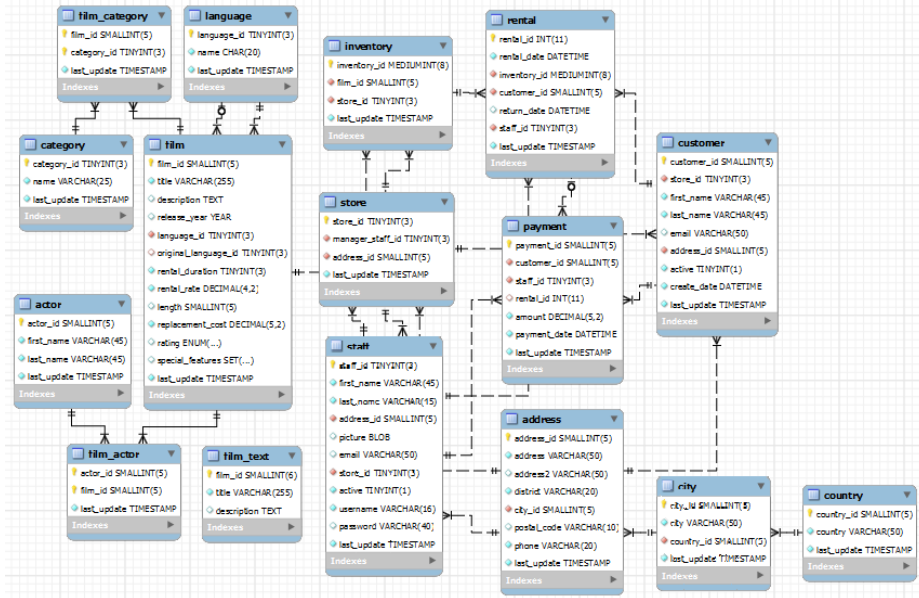 film_category
film_id SMALLINT(5)
category_id TINYINT(3)
last_update TIMESTAMP
Indexes
language
language_id TINYINT(3)
name CHAR(20)
last_update TIMESTAMP
Indexes
inventory
inventory_id MEDIUMINT(8)
film_id SMALLINT(5)
store_id TINYINT(3)
last_update TIMESTAMP
Indexes
rental
rental_id INT(11)
rental_date DATETIME
inventory_id MEDIUMINT(8)
customer_id SMALLINT(5)
return_date DATETIME
staff_id TINYINT(3)
last_update TIMESTAMP
Indexes
category
category_id TINYINT(3)
name VARCHAR(25)
last_update TIMESTAMP
Indexes
film
film_id SMALLINT(5)
title VARCHAR(255)
description TEXT
release_year YEAR
language_id TINYINT(3)
original_language_id TINYINT(3)
rental_duration TINYINT(3)
rental_rate DECIMAL(4,2)
length SMALLINT(5)
replacement_cost DECIMAL(5,2)
rating ENUM(...)
special_features SET(...)
last_update TIMESTAMP
Indexes
store
store_id TINYINT(3)
manager_staff_id TINYINT(3)
address_id SMALLINT(5)
last_update TIMESTAMP
Indexes
customer
customer_id SMALLINT(5)
store_id TINYINT(3)
first_name VARCHAR(45)
last_name VARCHAR(45)
email VARCHAR(50)
address_id SMALLINT(5)
active TINYINT(1)
create_date DATETIME
last_update TIMESTAMP
Indexes
payment
payment_id SMALLINT(5)
customer_id SMALLINT(5)
staff_id TINYINT(3)
rental_id INT(11)
amount DECIMAL(5,2)
payment_date DATETIME
last_update TIMESTAMP
Indexes
actor
actor_id SMALLINT(5)
first_name VARCHAR(45)
last_name VARCHAR(45)
last_update TIMESTAMP
Indexes
staff
staff_id TINYINT(3)
first_name VARCHAR(45)
last_name VARCHAR(45)
address_id SMALLINT(5)
picture BLOB
email VARCHAR(50)
store_id TINYINT(3)
active TINYINT(1)
username VARCHAR(16)
password VARCHAR(40)
last_update TIMESTAMP
Indexes
address
address_id SMALLINT(5)
address VARCHAR(50)
address2 VARCHAR(50)
district VARCHAR(20)
city_id SMALLINT(5)
postal_code VARCHAR(10)
phone VARCHAR(20)
last_update TIMESTAMP
Indexes
film_actor
actor_id SMALLINT(5)
film_id SMALLINT(5)
last_update TIMESTAMP
Indexes
film_text
film_id SMALLINT(6)
title VARCHAR(255)
description TEXT
Indexes
city
city_id SMALLINT(5)
city VARCHAR(50)
country_id SMALLINT(5)
last_update TIMESTAMP
Indexes
country
country_id SMALLINT(5)
country VARCHAR(50)
last_update TIMESTAMP
Indexes